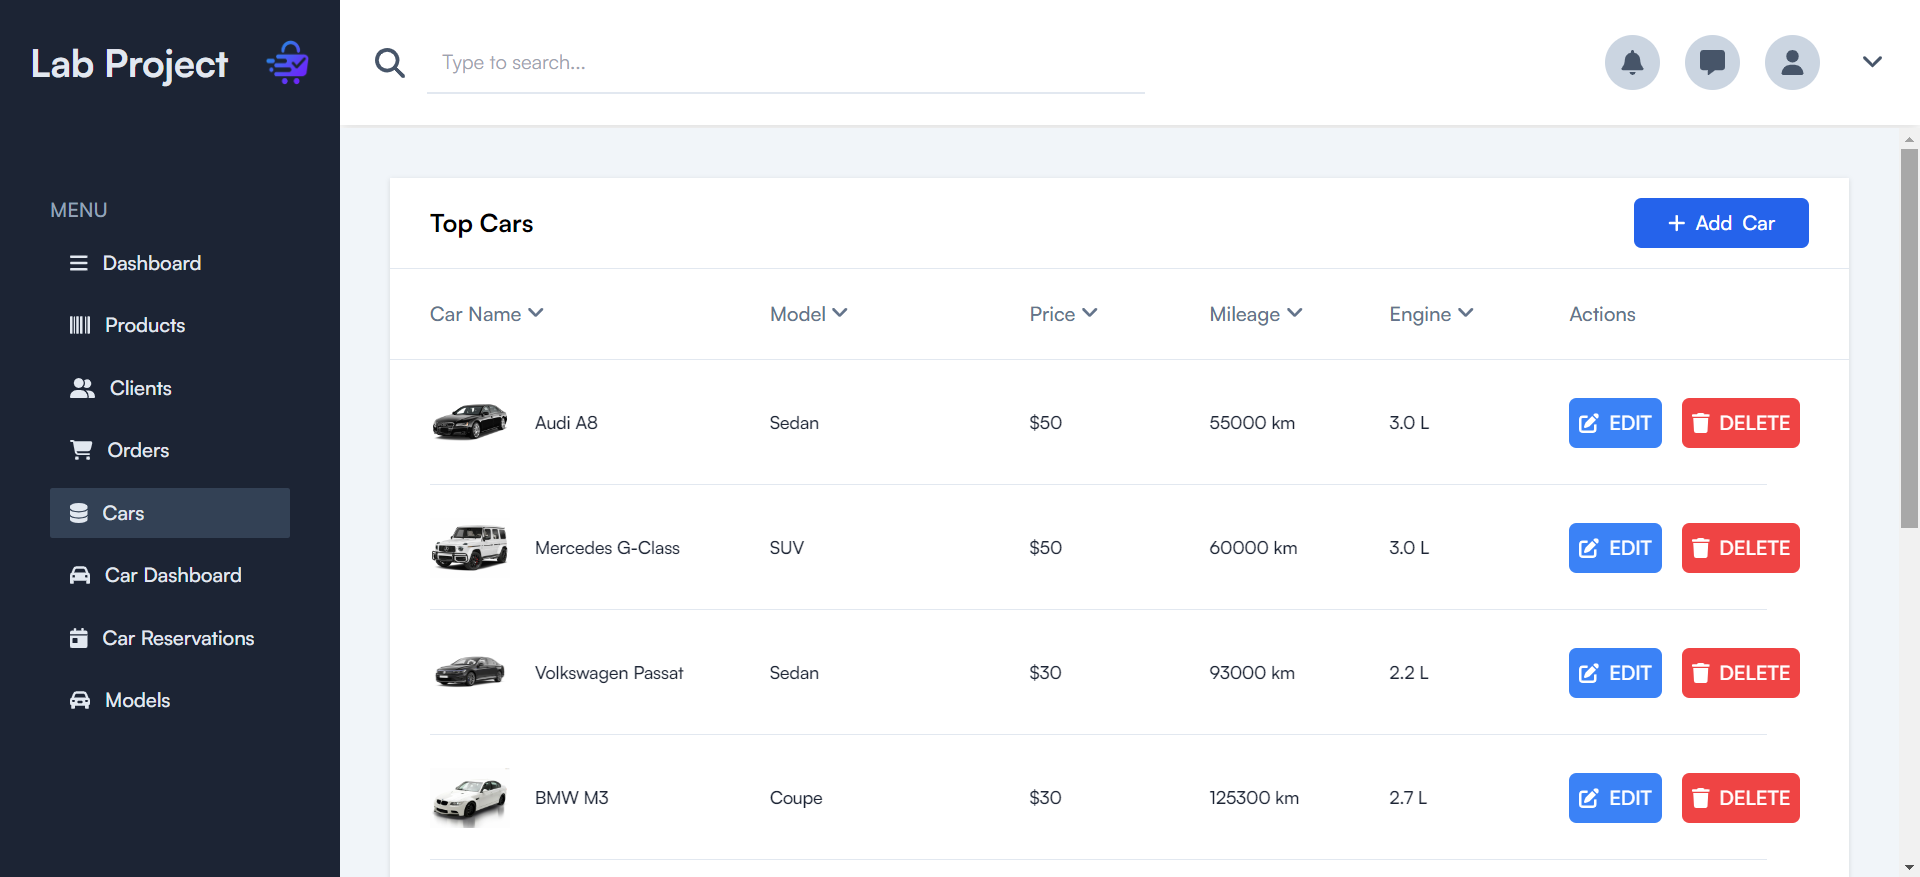 Lab Project
Type to search...
MENU
Dashboard
Products
Clients
Orders
Cars
Car Dashboard
Car Reservations
Models
Top Cars
Add Car
Car Name Model Price Mileage Engine Actions
Audi A8 Sedan $50 55000 km 3.0 L EDIT DELETE
Mercedes G-Class SUV $50 60000 km 3.0 L EDIT DELETE
Volkswagen Passat Sedan $30 93000 km 2.2 L EDIT DELETE
BMW M3 Coupe $30 125300 km 2.7 L EDIT DELETE